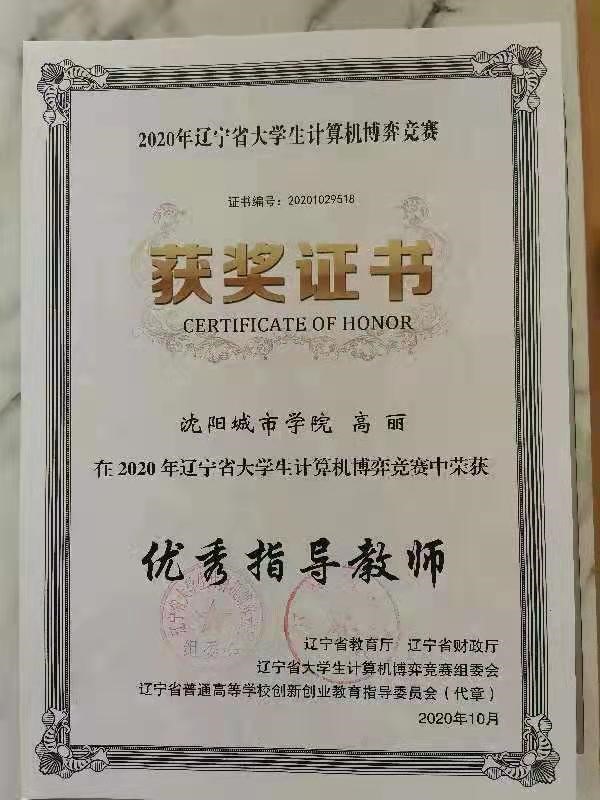 2020年辽宁省大学生计算机博弈竞赛
证书编号：20201029518
获奖证书
CERTIFICATE OF HONOR
沈阳城市学院 高丽
在2020年辽宁省大学生计算机博弈竞赛中荣获
优秀指导教师
组委会
辽宁省教育厅 辽宁省财政厅
辽宁省大学生计算机博弈竞赛组委会
辽宁省普通高等学校创新创业教育指导委员会（代章）
2020年10月